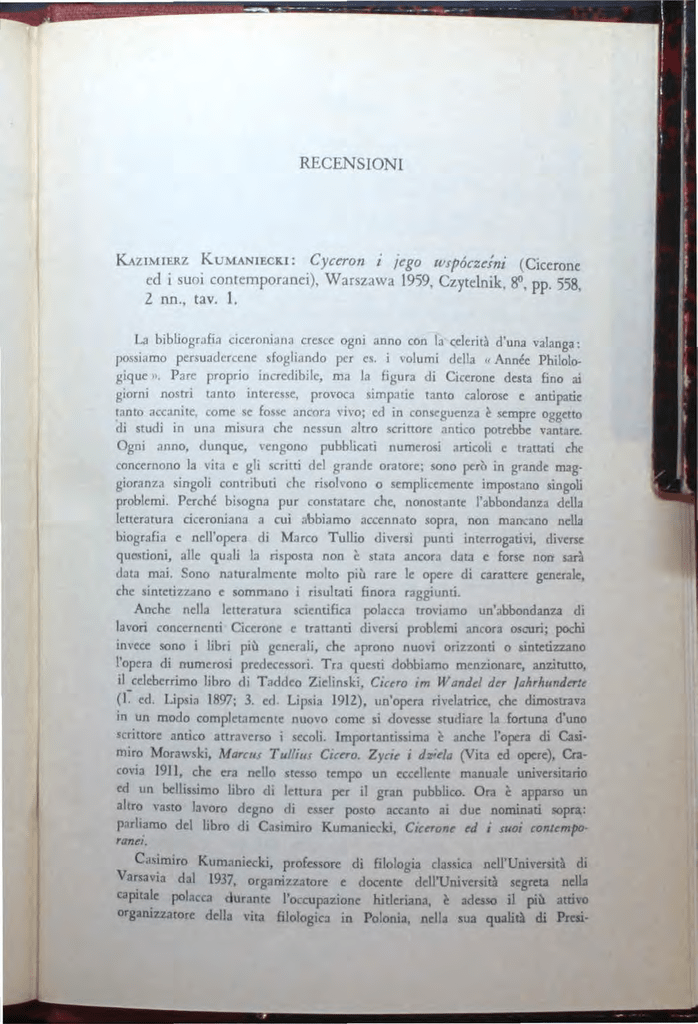 RECENSIONI
KAZIMIERZ KUMANIECKI: Cyceron i jego wspócześni (Cicerone
ed i suoi contemporanei), Warszawa 1959, Czytelnik, 8º, pp. 558,
2 nn., tav. 1.
La bibliografia ciceroniana cresce ogni anno con la celerità d'una valanga:
possiamo persuadercene sfogliando per es. i volumi della « Année Philolo-
gique ». Pare proprio incredibile, ma la figura di Cicerone desta fino ai
giorni nostri tanto interesse, provoca simpatie tanto calorose e antipatie
tanto accanite, come se fosse ancora vivo; ed in conseguenza è sempre oggetto
di studi in una misura che nessun altro scrittore antico potrebbe vantare.
Ogni anno, dunque, vengono pubblicati numerosi articoli e trattati che
concernono la vita e gli scritti del grande oratore; sono però in grande mag-
gioranza singoli contributi che risolvono o semplicemente impostano singoli
problemi. Perché bisogna pur constatare che, nonostante l'abbondanza della
letteratura ciceroniana a cui abbiamo accennato sopra, non mancano nella
biografia e nell'opera di Marco Tullio diversi punti interrogativi, diverse
questioni, alle quali la risposta non è stata ancora data e forse non sarà
data mai. Sono naturalmente molto più rare le opere di carattere generale,
che sintetizzano e sommano i risultati finora raggiunti.
Anche nella letteratura scientifica polacca troviamo un'abbondanza di
lavori concernenti Cicerone e trattanti diversi problemi ancora oscuri; pochi
invece sono i libri più generali, che aprono nuovi orizzonti o sintetizzano
l'opera di numerosi predecessori. Tra questi dobbiamo menzionare, anzitutto,
il celeberrimo libro di Taddeo Zielinski, Cicero im Wandel der Jahrhunderte
(1. ed. Lipsia 1897; 3. ed. Lipsia 1912), un'opera rivelatrice, che dimostrava
in un modo completamente nuovo come si dovesse studiare la fortuna d'uno
scrittore antico attraverso i secoli. Importantissima è anche l'opera di Casi-
miro Morawski, Marcus Tullius Cicero. Zycie i dziela (Vita ed opere), Cra-
covia 1911, che era nello stesso tempo un eccellente manuale universitario
ed un bellissimo libro di lettura per il gran pubblico. Ora è apparso un
altro vasto lavoro degno di esser posto accanto ai due nominati sopra:
parliamo del libro di Casimiro Kumaniecki, Cicerone ed i suoi contempo-
ranei.
Casimiro Kumaniecki, professore di filologia classica nell'Università di
Varsavia dal 1937, organizzatore e docente dell'Università segreta nella
capitale polacca durante l'occupazione hitleriana, è adesso il più attivo
organizzatore della vita filologica in Polonia, nella sua qualità di Presi-